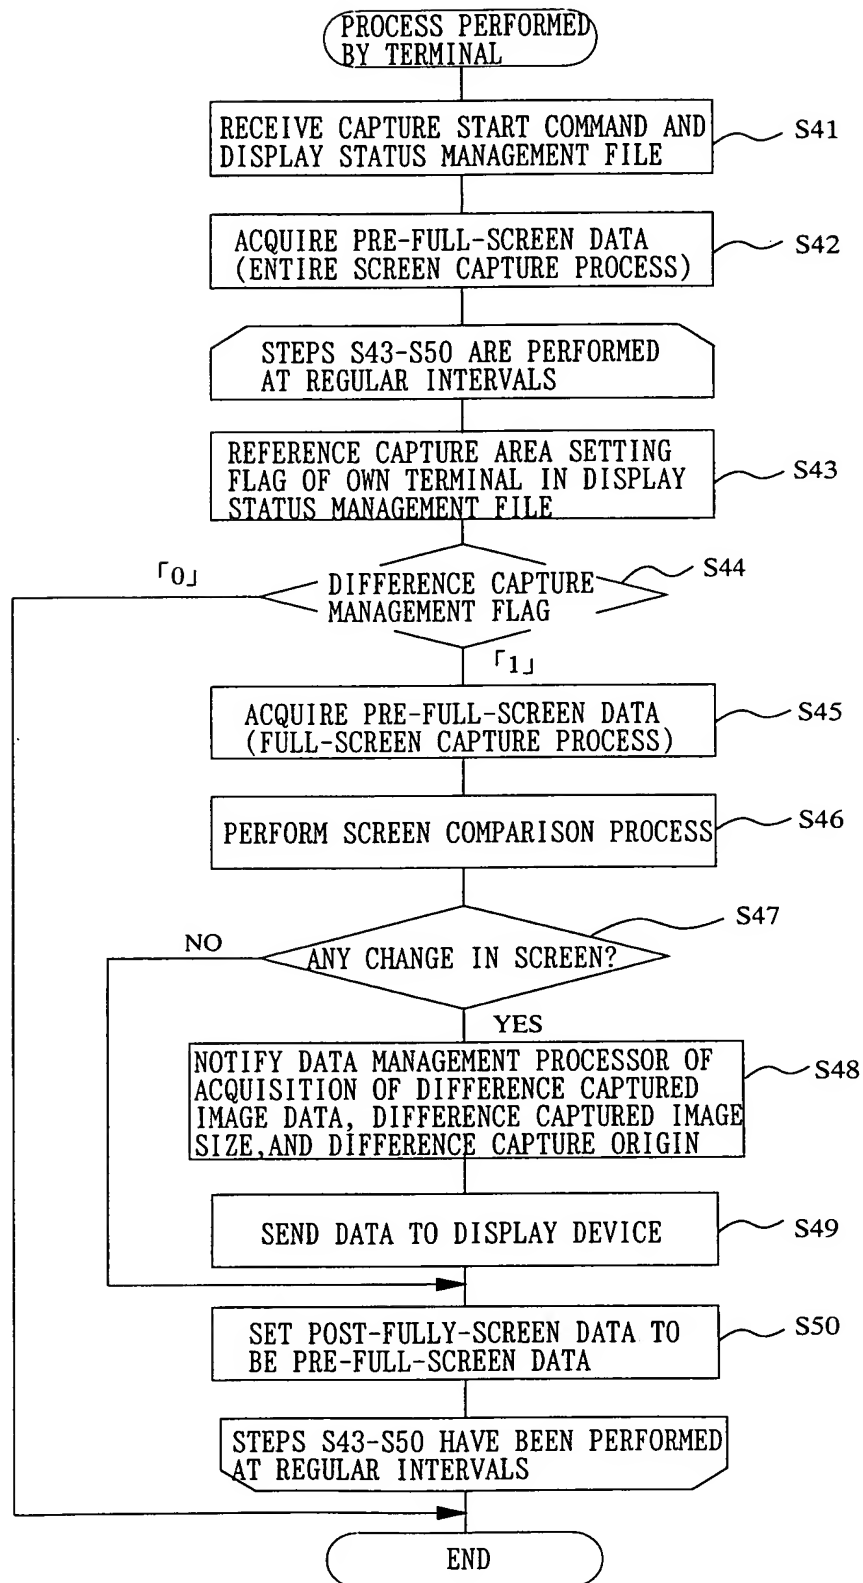 PROCESS PERFORMED
BY TERMINAL
RECEIVE CAPTURE START COMMAND AND
DISPLAY STATUS MANAGEMENT FILE
S41
ACQUIRE PRE-FULL-SCREEN DATA
(ENTIRE SCREEN CAPTURE PROCESS)
S42
STEPS S43-S50 ARE PERFORMED
AT REGULAR INTERVALS
REFERENCE CAPTURE AREA SETTING
FLAG OF OWN TERMINAL IN DISPLAY
STATUS MANAGEMENT FILE
S43
「0」
DIFFERENCE CAPTURE
MANAGEMENT FLAG
S44
「1」
ACQUIRE PRE-FULL-SCREEN DATA
(FULL-SCREEN CAPTURE PROCESS)
S45
PERFORM SCREEN COMPARISON PROCESS
S46
NO
ANY CHANGE IN SCREEN?
S47
YES
NOTIFY DATA MANAGEMENT PROCESSOR OF
ACQUISITION OF DIFFERENCE CAPTURED
IMAGE DATA, DIFFERENCE CAPTURED IMAGE
SIZE,AND DIFFERENCE CAPTURE ORIGIN
S48
SEND DATA TO DISPLAY DEVICE
S49
SET POST-FULLY-SCREEN DATA TO
BE PRE-FULL-SCREEN DATA
S50
STEPS S43-S50 HAVE BEEN PERFORMED
AT REGULAR INTERVALS
END